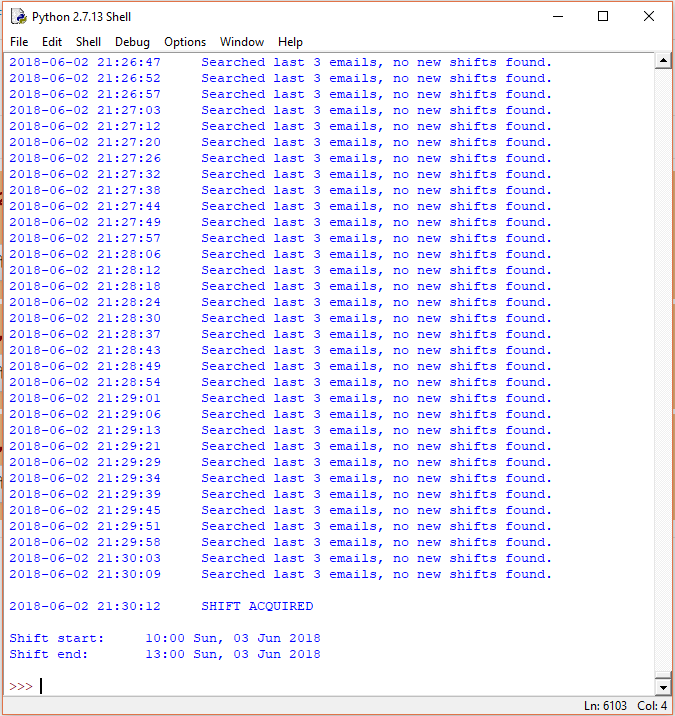 Python 2.7.13 Shell
File Edit Shell Debug Options Window Help
2018-06-02 21:26:47 Searched last 3 emails, no new shifts found.
2018-06-02 21:26:52 Searched last 3 emails, no new shifts found.
2018-06-02 21:26:57 Searched last 3 emails, no new shifts found.
2018-06-02 21:27:03 Searched last 3 emails, no new shifts found.
2018-06-02 21:27:12 Searched last 3 emails, no new shifts found.
2018-06-02 21:27:20 Searched last 3 emails, no new shifts found.
2018-06-02 21:27:26 Searched last 3 emails, no new shifts found.
2018-06-02 21:27:32 Searched last 3 emails, no new shifts found.
2018-06-02 21:27:38 Searched last 3 emails, no new shifts found.
2018-06-02 21:27:44 Searched last 3 emails, no new shifts found.
2018-06-02 21:27:49 Searched last 3 emails, no new shifts found.
2018-06-02 21:27:57 Searched last 3 emails, no new shifts found.
2018-06-02 21:28:06 Searched last 3 emails, no new shifts found.
2018-06-02 21:28:12 Searched last 3 emails, no new shifts found.
2018-06-02 21:28:18 Searched last 3 emails, no new shifts found.
2018-06-02 21:28:24 Searched last 3 emails, no new shifts found.
2018-06-02 21:28:30 Searched last 3 emails, no new shifts found.
2018-06-02 21:28:37 Searched last 3 emails, no new shifts found.
2018-06-02 21:28:43 Searched last 3 emails, no new shifts found.
2018-06-02 21:28:49 Searched last 3 emails, no new shifts found.
2018-06-02 21:28:54 Searched last 3 emails, no new shifts found.
2018-06-02 21:29:01 Searched last 3 emails, no new shifts found.
2018-06-02 21:29:06 Searched last 3 emails, no new shifts found.
2018-06-02 21:29:13 Searched last 3 emails, no new shifts found.
2018-06-02 21:29:21 Searched last 3 emails, no new shifts found.
2018-06-02 21:29:29 Searched last 3 emails, no new shifts found.
2018-06-02 21:29:34 Searched last 3 emails, no new shifts found.
2018-06-02 21:29:39 Searched last 3 emails, no new shifts found.
2018-06-02 21:29:45 Searched last 3 emails, no new shifts found.
2018-06-02 21:29:51 Searched last 3 emails, no new shifts found.
2018-06-02 21:29:58 Searched last 3 emails, no new shifts found.
2018-06-02 21:30:03 Searched last 3 emails, no new shifts found.
2018-06-02 21:30:09 Searched last 3 emails, no new shifts found.
2018-06-02 21:30:12 SHIFT ACQUIRED
Shift start: 10:00 Sun, 03 Jun 2018
Shift end: 13:00 Sun, 03 Jun 2018
>>>
Ln: 6103 Col: 4